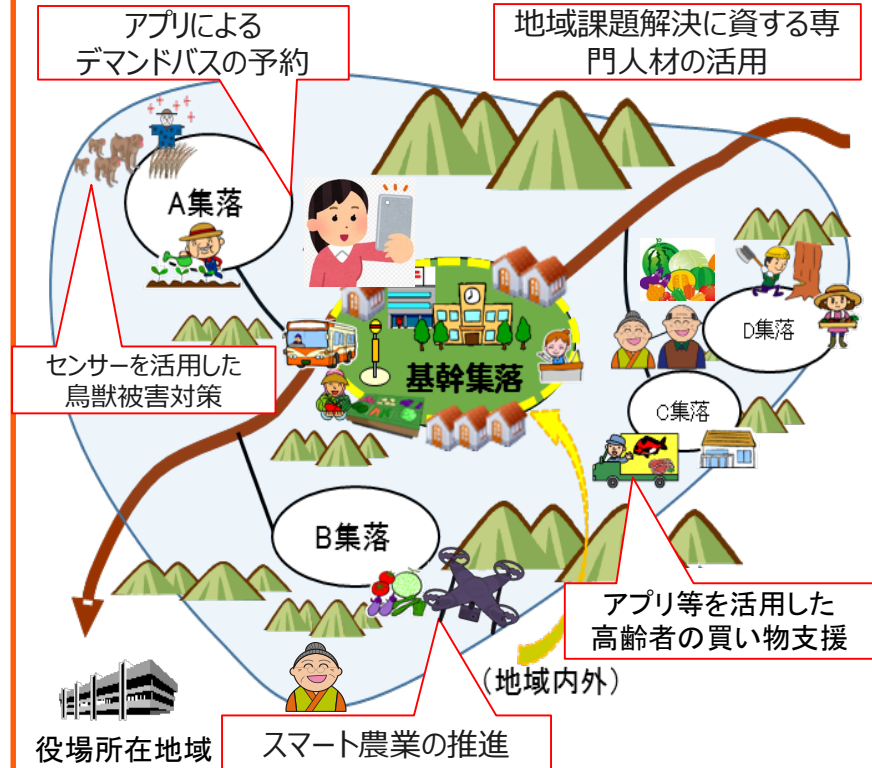 アプリによる
デマンドバスの予約
地域課題解決に資する専
門人材の活用
A集落
センサーを活用した
鳥獣被害対策
基幹集落
D集落
C集落
B集落
アプリ等を活用した
高齢者の買い物支援
(地域内外)
役場所在地域
スマート農業の推進